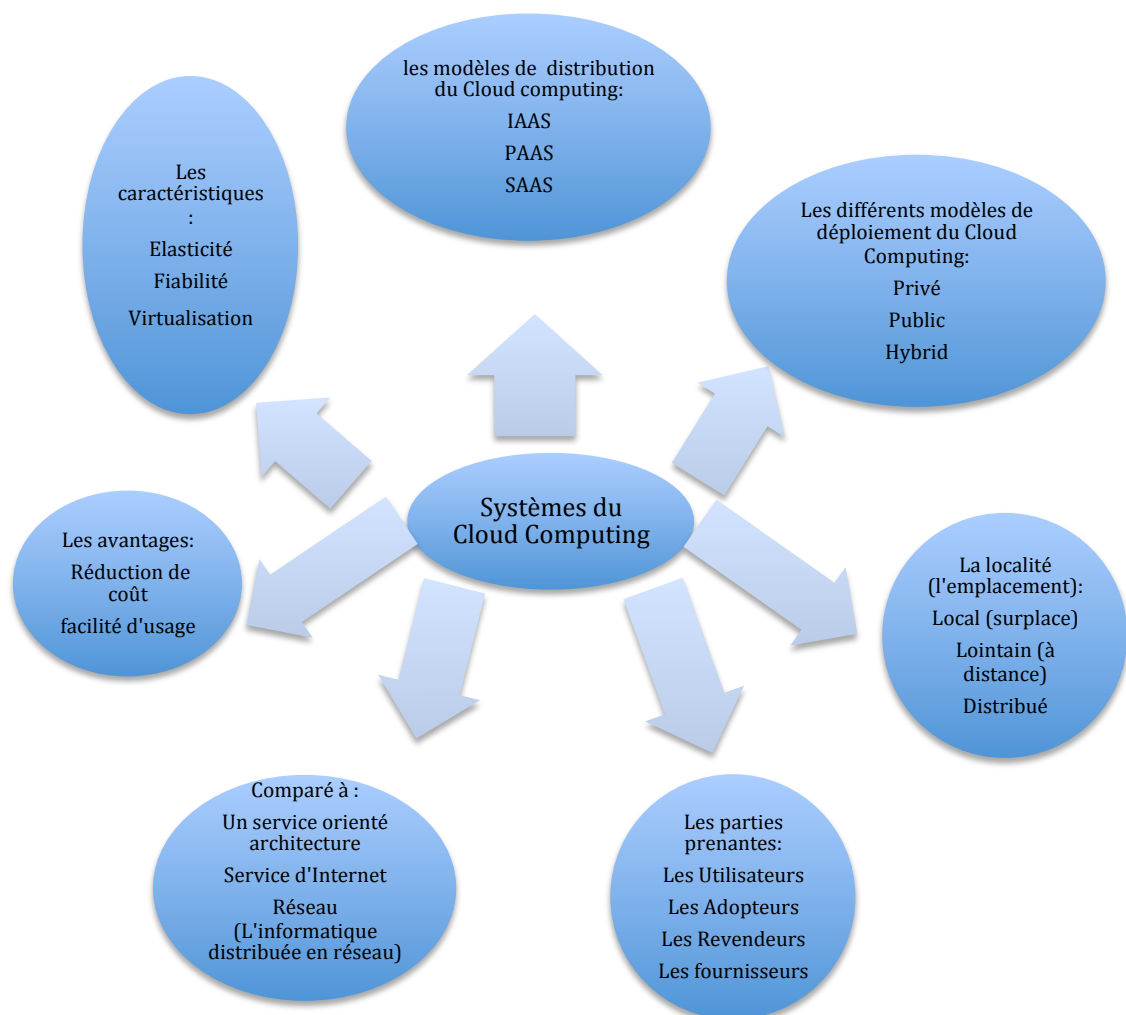 les modèles de distribution
du Cloud computing:
IAAS
PAAS
SAAS
Les
caractéristiques
:
Elasticité
Fiabilité
Virtualisation
Les différents modèles de
déploiement du Cloud
Computing:
Privé
Public
Hybrid
Systèmes du
Cloud Computing
Les avantages:
Réduction de
coût
facilité d'usage
La localité
(l'emplacement):
Local (surplace)
Lointain (à
distance)
Distribué
Comparé à :
Un service orienté
architecture
Service d'Internet
Réseau
(L'informatique
distribuée en réseau)
Les parties
prenantes:
Les Utilisateurs
Les Adopteurs
Les Revendeurs
Les fournisseurs